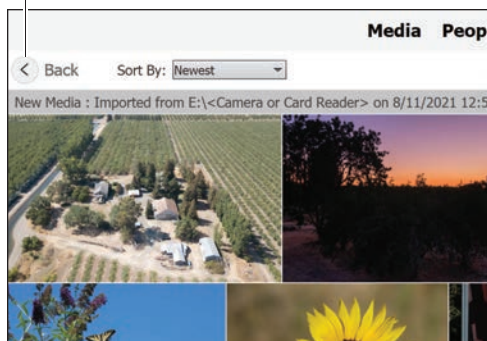 Media Peop
Back Sort By: Newest
New Media : Imported from E:\<Camera or Card Reader> on 8/11/2021 12:5